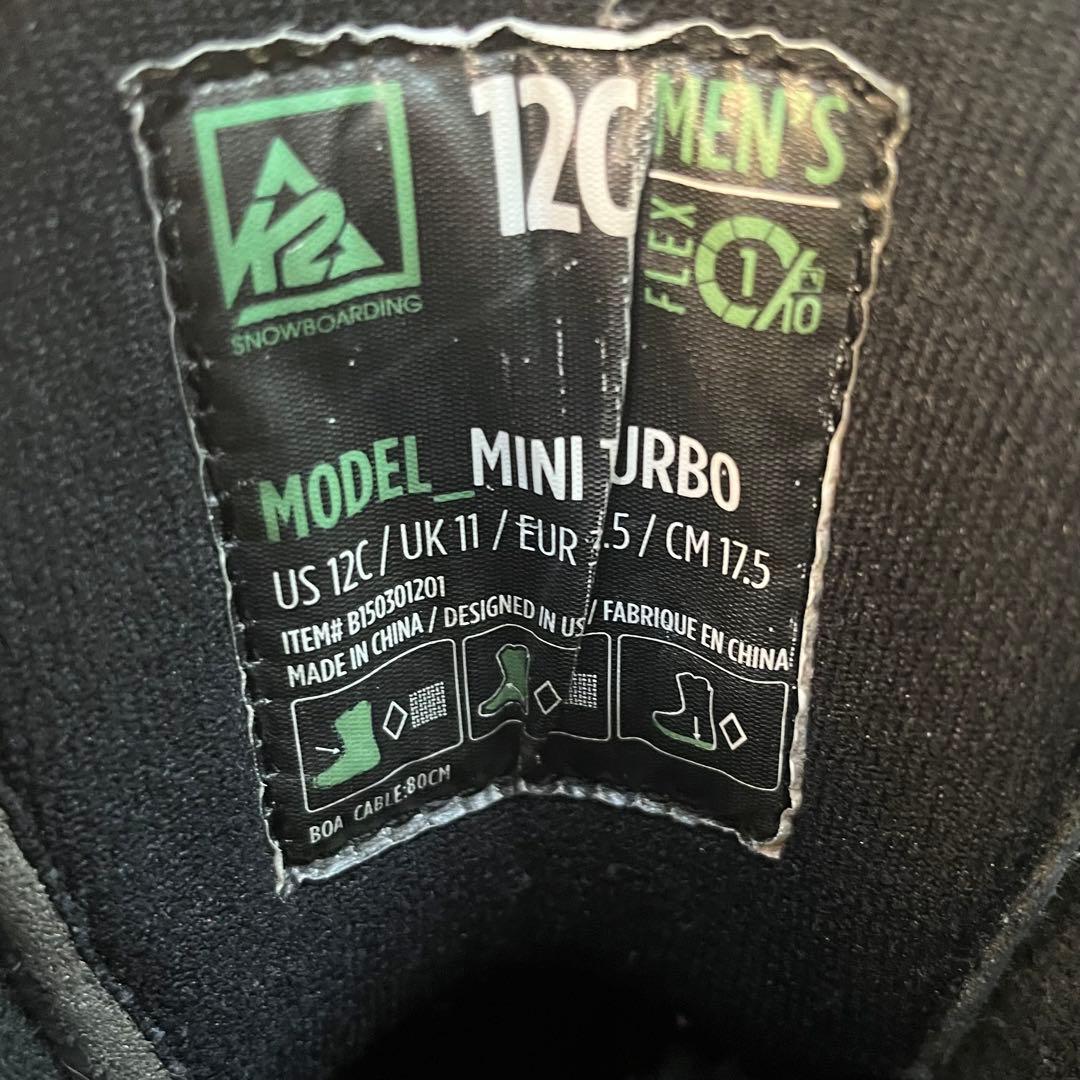 K2
SNOWBOARDING
12C
MEN'S
FLEX
1/10
MODEL_MINI TURBO
US 12C / UK 11 / EUR .5 / CM 17.5
ITEM# B150301201
MADE IN CHINA / DESIGNED IN US / FABRIQUE EN CHINA
BOA CABLE:80CM